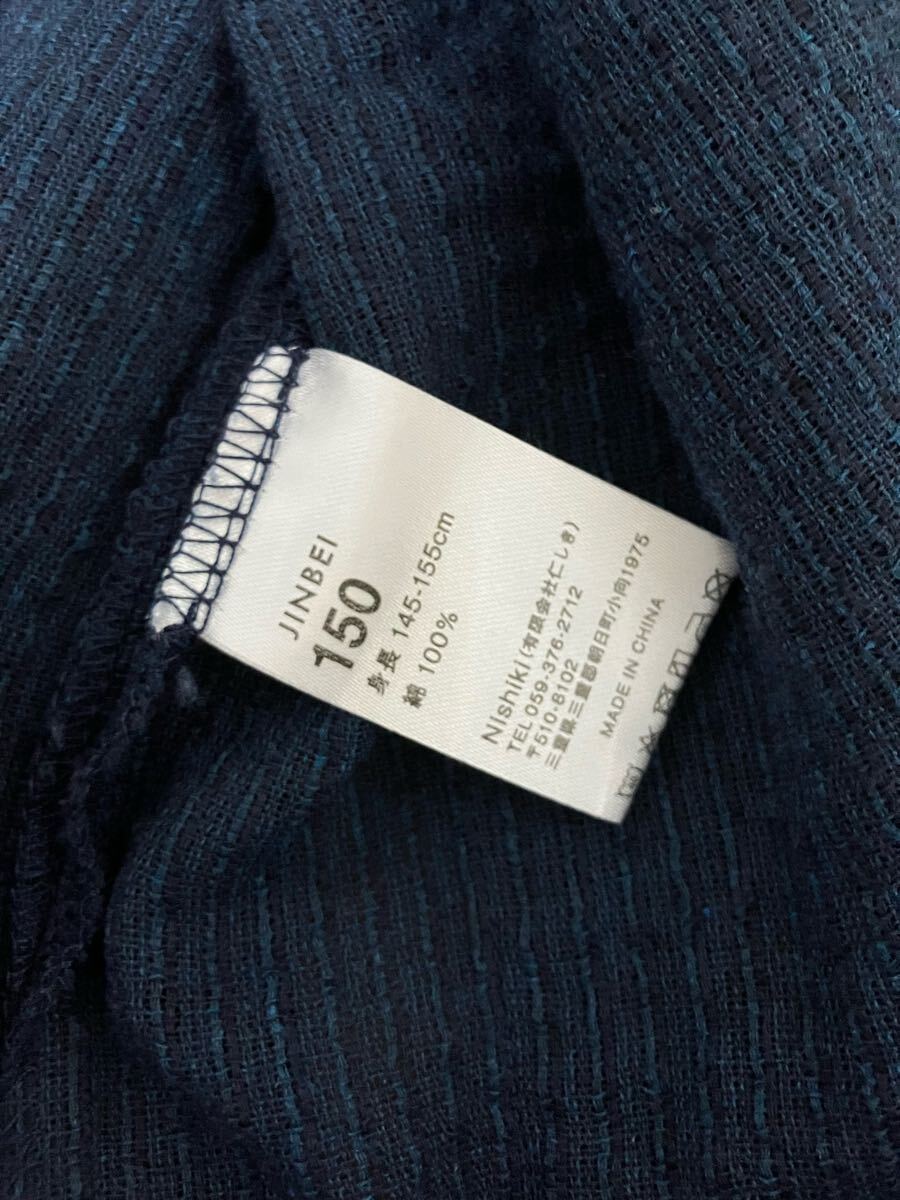 JINBEI
150
身長 145-155cm
綿 100%
Nishiki(有限会社仁しき)
TEL 059-376-2712
〒510-8102
三重県三重郡朝日町小向1975
MADE IN CHINA